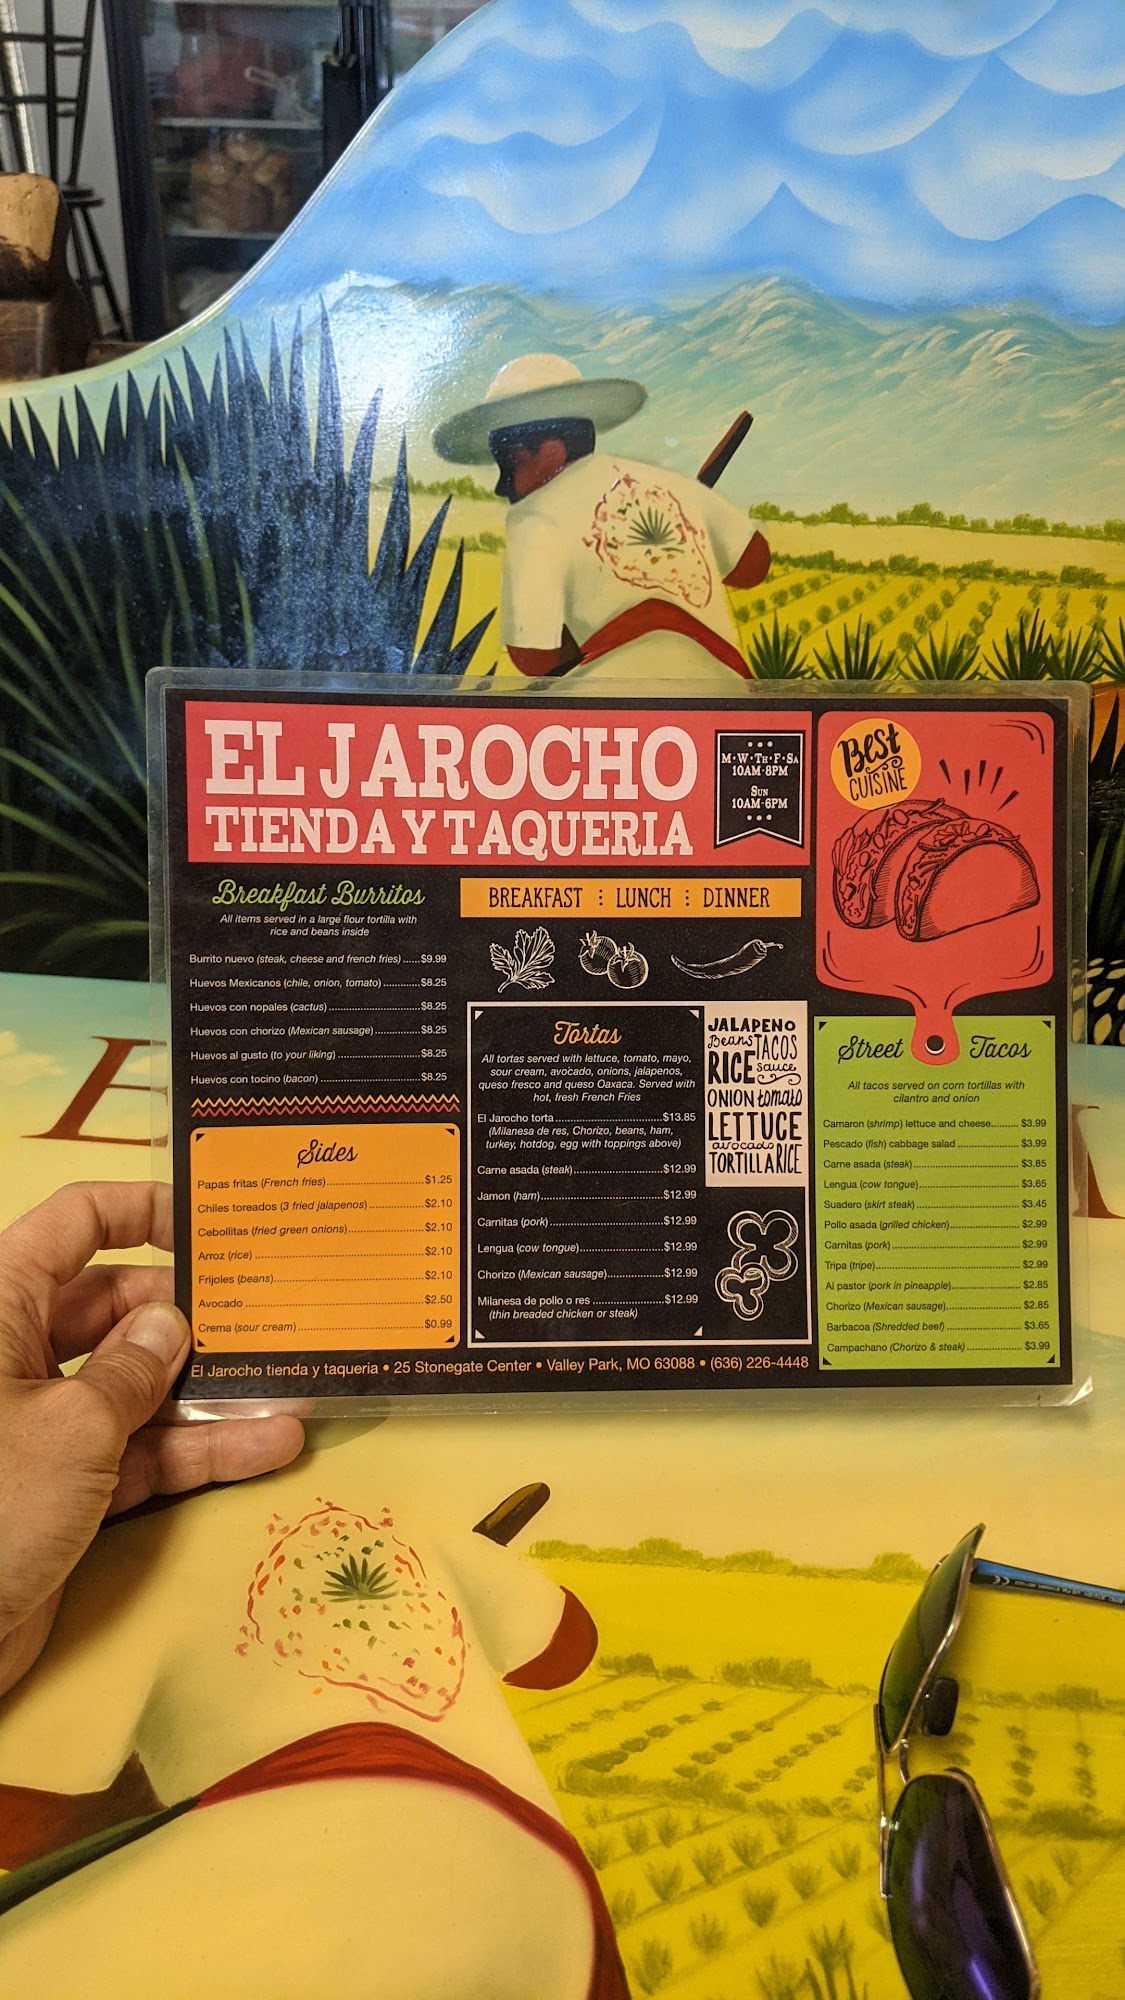 EL JAROCHO
TIENDA Y TAQUERIA
M·W·Th·F·Sa
10AM-8PM
Sun
10AM-6PM
Best
CUISINE
Breakfast Burritos
All items served in a large flour tortilla with
rice and beans inside
Burrito nuevo (steak, cheese and french fries) ......$9.99
Huevos Mexicanos (chile, onion, tomato) .............$8.25
Huevos con nopales (cactus) .............$8.25
Huevos con chorizo (Mexican sausage) .............$8.25
Huevos al gusto (to your liking) .............$8.25
Huevos con tocino (bacon) .............$8.25
Sides
Papas fritas (French fries) .............$1.25
Chiles toreados (3 fried jalapenos) .............$2.10
Cebollitas (fried green onions) .............$2.10
Arroz (rice) .............$2.10
Frijoles (beans) .............$2.10
Avocado .............$2.50
Crema (sour cream) .............$0.99
BREAKFAST : LUNCH : DINNER
Tortas
All tortas served with lettuce, tomato, mayo,
sour cream, avocado, onions, jalapenas,
queso fresco and queso Oaxaca. Served with
hot, fresh French Fries
El Jarocho torta .............$13.85
(Milanesa de res, Chorizo, beans, ham,
turkey, hotdog, egg with toppings above)
Carne asada (steak) .............$12.99
Jamon (ham) .............$12.99
Carnitas (pork) .............$12.99
Lengua (cow tongue) .............$12.99
Chorizo (Mexican sausage) .............$12.99
Milanesa de pollo o res .............$12.99
(thin breaded chicken or steak)
JALAPENO
Beans TACOS
RICE sauce
ONION tomato
LETTUCE
avocado
TORTILLA RICE
Street Tacos
All tacos served on corn tortillas with
cilantro and onion
Camaron (shrimp) lettuce and cheese.......... $3.99
Pescado (fish) cabbage salad ............. $3.99
Carne asada (steak) ............. $3.85
Lengua (cow tongue) ............. $3.65
Suadero (skirt steak) ............. $3.45
Pollo asada (grilled chicken) ............. $2.99
Carnitas (pork) ............. $2.99
Tripa (tripe) ............. $2.99
Al pastor (pork in pineapple) ............. $2.85
Chorizo (Mexican sausage) ............. $2.85
Barbacoa (Shredded beef) ............. $3.65
Campachano (Chorizo & steak) ............. $3.99
El Jarocho tienda y taqueria • 25 Stonegate Center • Valley Park, MO 63088 • (636) 226-4448